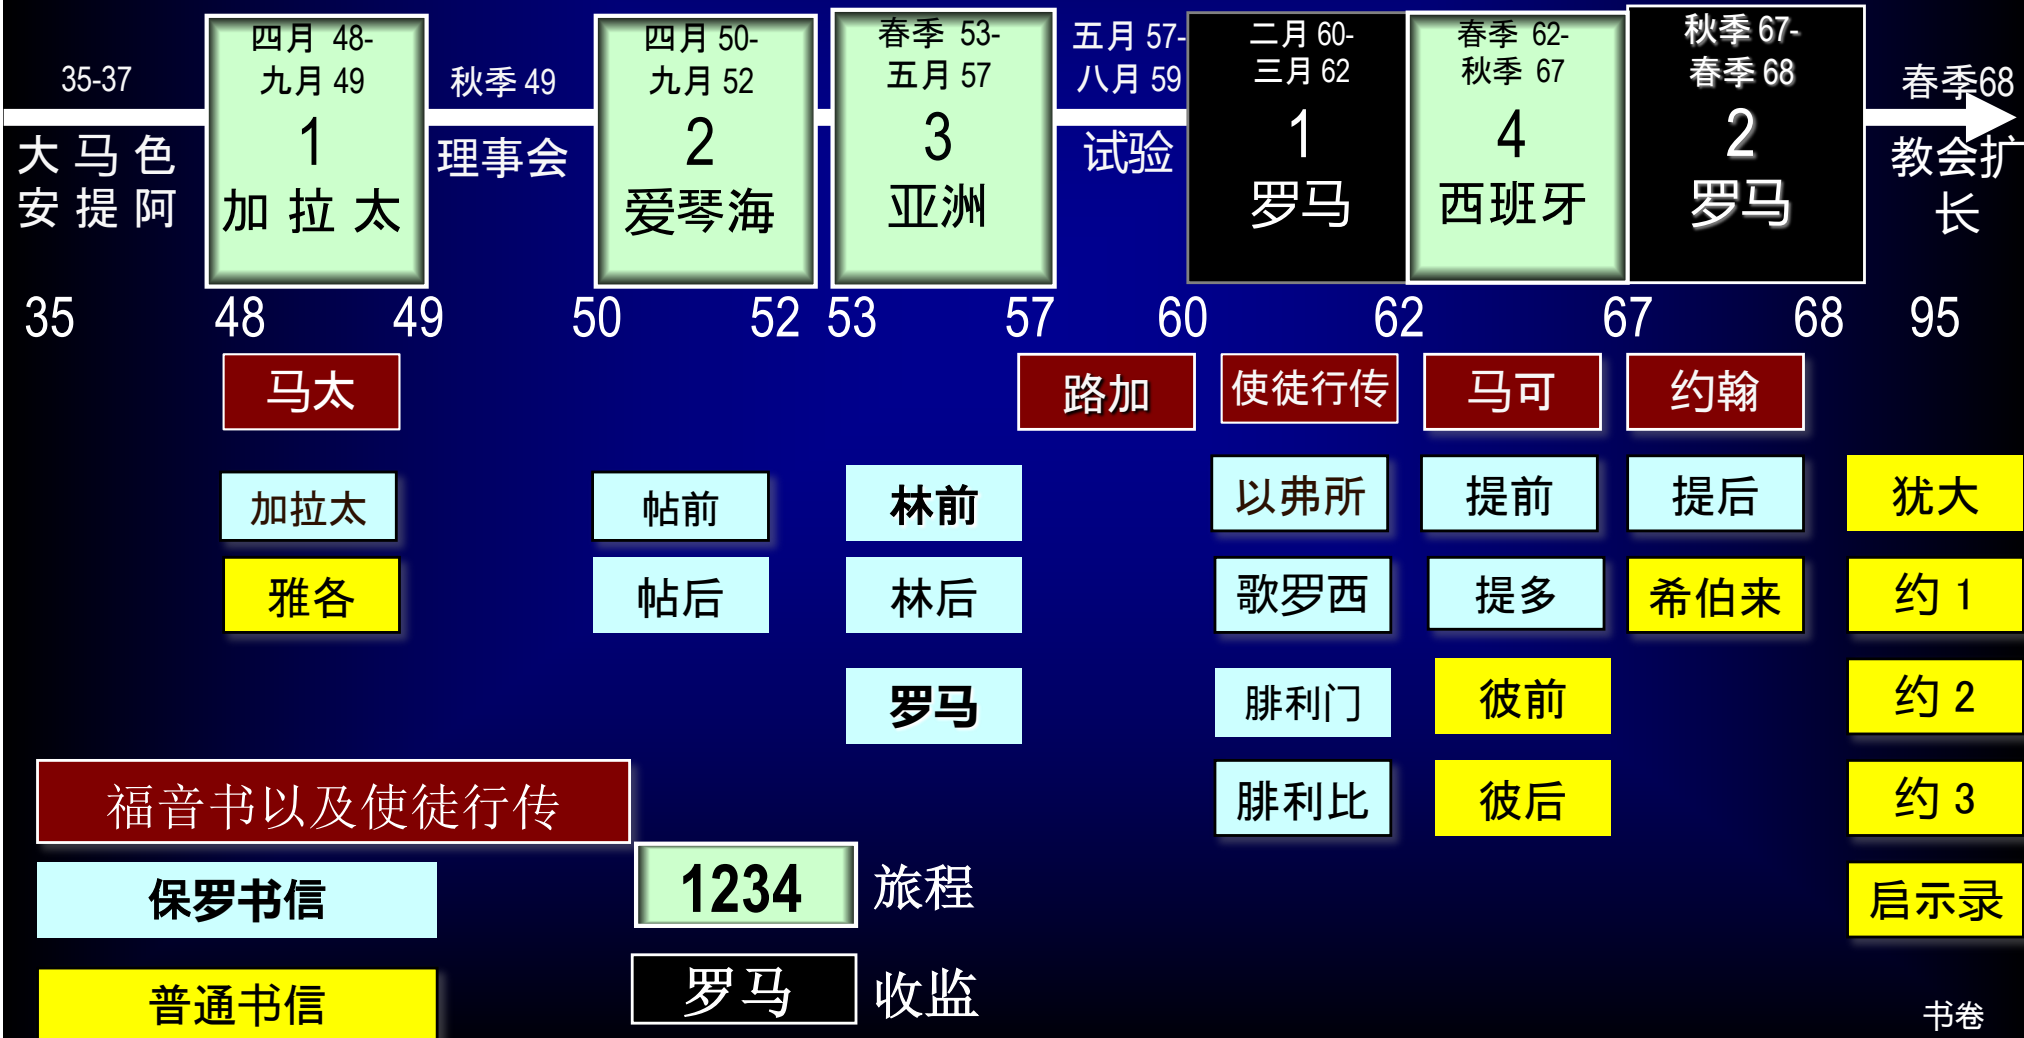 35-37
大 马 色
安 提 阿
四月 48-
九月 49
1
加 拉 太
秋季 49
理事会
四月 50-
九月 52
2
爱琴海
春季 53-
五月 57
3
亚洲
五月 57-
八月 59
试验
二月 60-
三月 62
1
罗马
春季 62-
秋季 67
4
西班牙
秋季 67-
春季 68
2
罗马
春季68
教会扩
长
35 48 49 50 52 53 57 60 62 67 68 95
马太 路加 使徒行传 马可 约翰
加拉太 帖前 林前 以弗所 提前 提后 犹大
雅各 帖后 林后 歌罗西 提多 希伯来 约 1
罗马 腓利门 彼前 约 2
腓利比 彼后 约 3
启示录
福音书以及使徒行传
保罗书信
普通书信
1234 旅程
罗马 收监
书卷